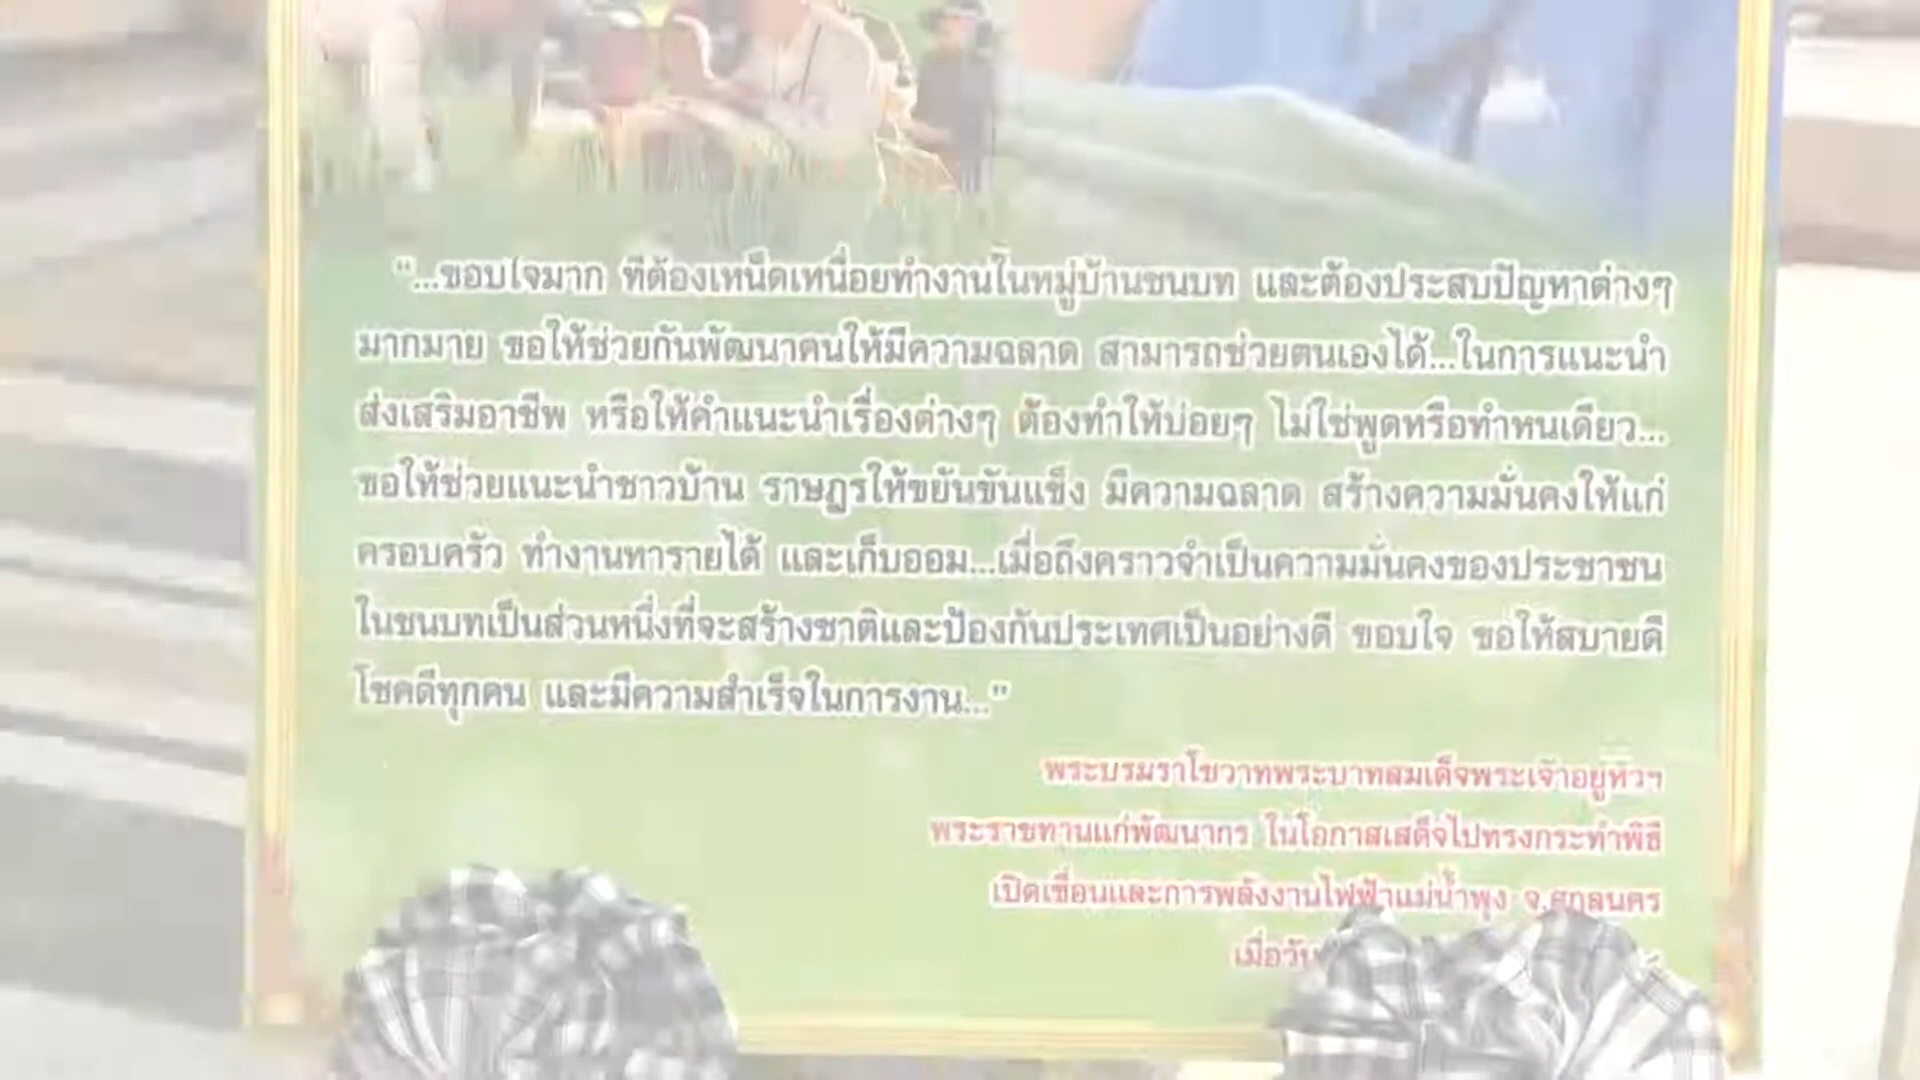 “...ขอบใจมาก ที่ต้องเหน็ดเหนื่อยทำงานในหมู่บ้านชนบท และต้องประสบปัญหาต่างๆ
มากมาย ขอให้ช่วยกันพัฒนาคนให้มีความฉลาด สามารถช่วยตนเองได้...ในการแนะนำ
ส่งเสริมอาชีพ หรือให้คำแนะนำเรื่องต่างๆ ต้องทำให้บ่อยๆ ไม่ใช่พูดหรือทำหนเดียว...
ขอให้ช่วยแนะนำชาวบ้าน ราษฎรให้ขยันขันแข็ง มีความฉลาด สร้างความมั่นคงให้แก่
ครอบครัว ทำงานหารายได้ และเก็บออม...เมื่อถึงคราวจำเป็นความมั่นคงของประชาชน
ในชนบทเป็นส่วนหนึ่งที่จะสร้างชาติและป้องกันประเทศเป็นอย่างดี ขอบใจ ขอให้สบายดี
โชคดีทุกคน และมีความสำเร็จในการงาน...”
พระบรมราโชวาทพระบาทสมเด็จพระเจ้าอยู่หัวฯ
พระราชทานแก่พัฒนากร ในโอกาสเสด็จไปทรงกระทำพิธี
เปิดเขื่อนและการพลังงานไฟฟ้าแม่น้ำพุง จ.สกลนคร
เมื่อวัน